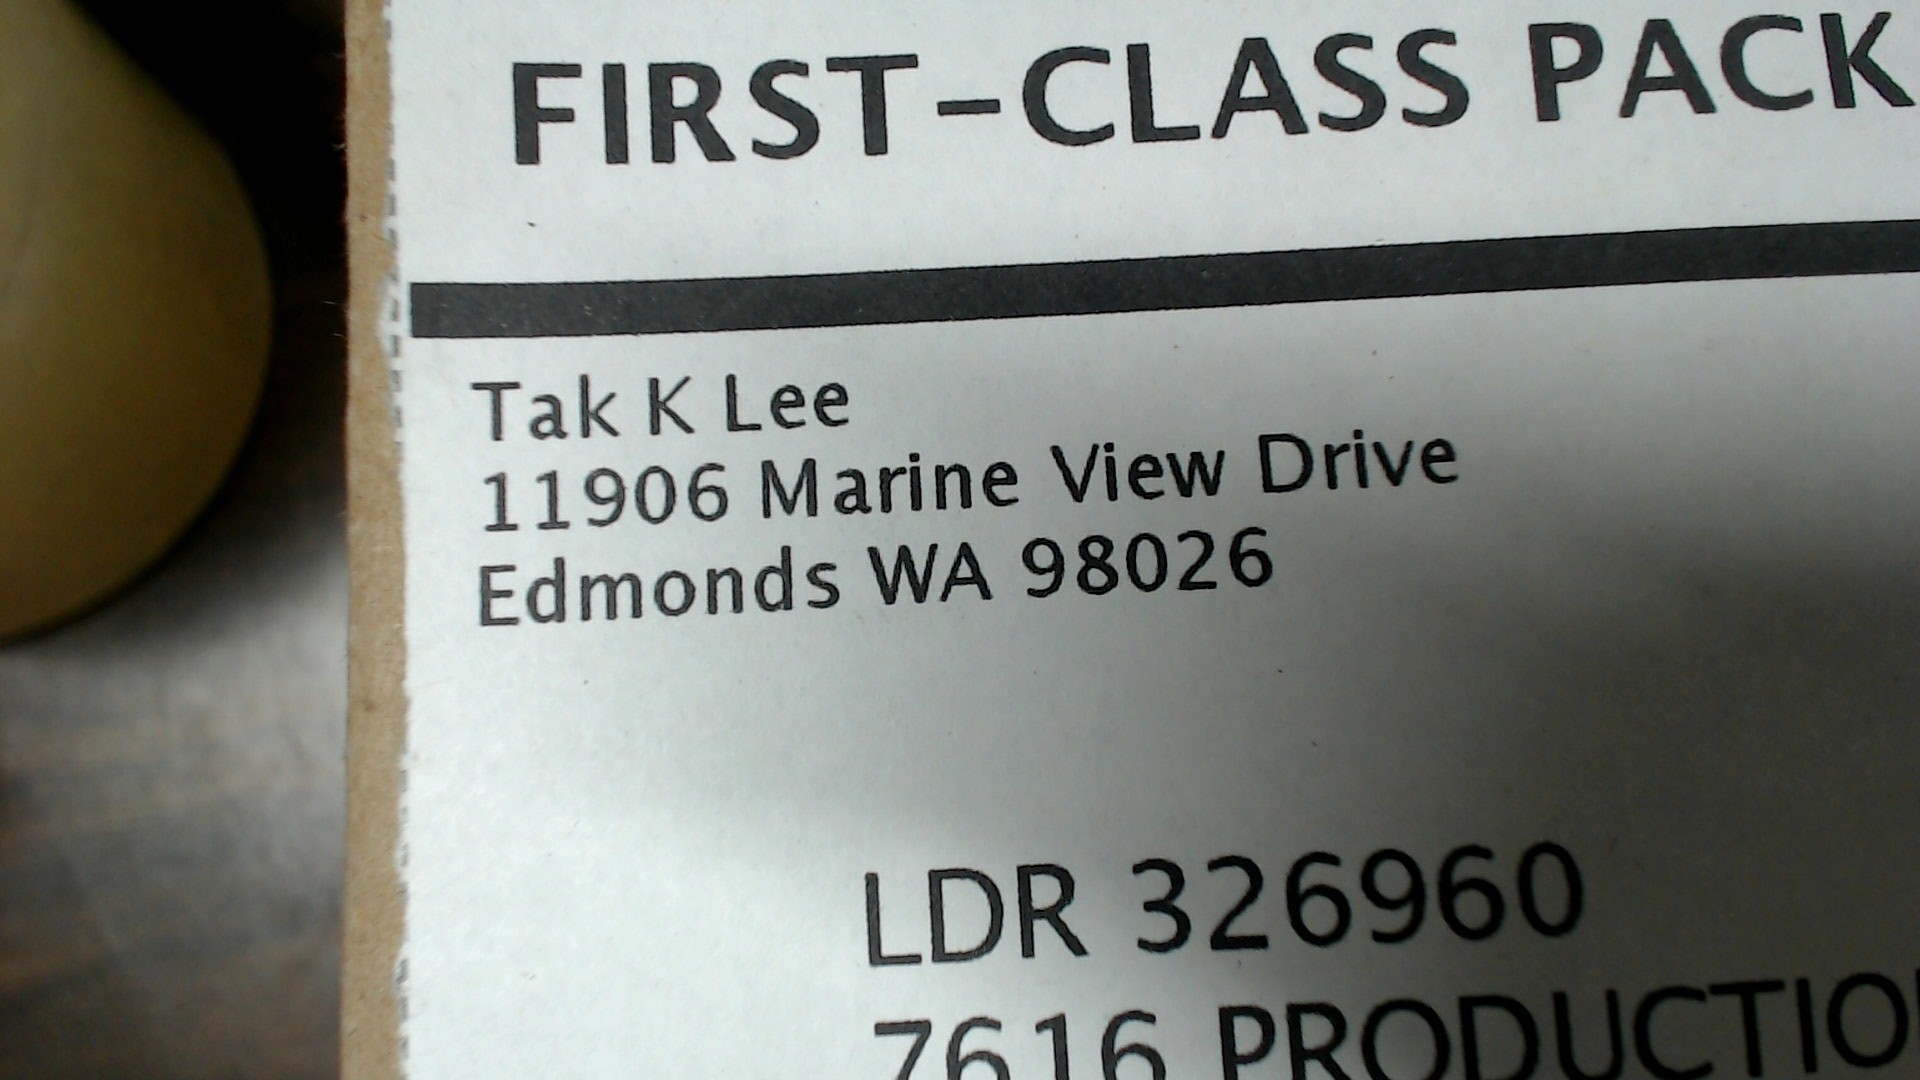 FIRST-CLASS PACK
Tak K Lee
11906 Marine View Drive
Edmonds WA 98026
LDR 326960
7616 PRODUCTIO